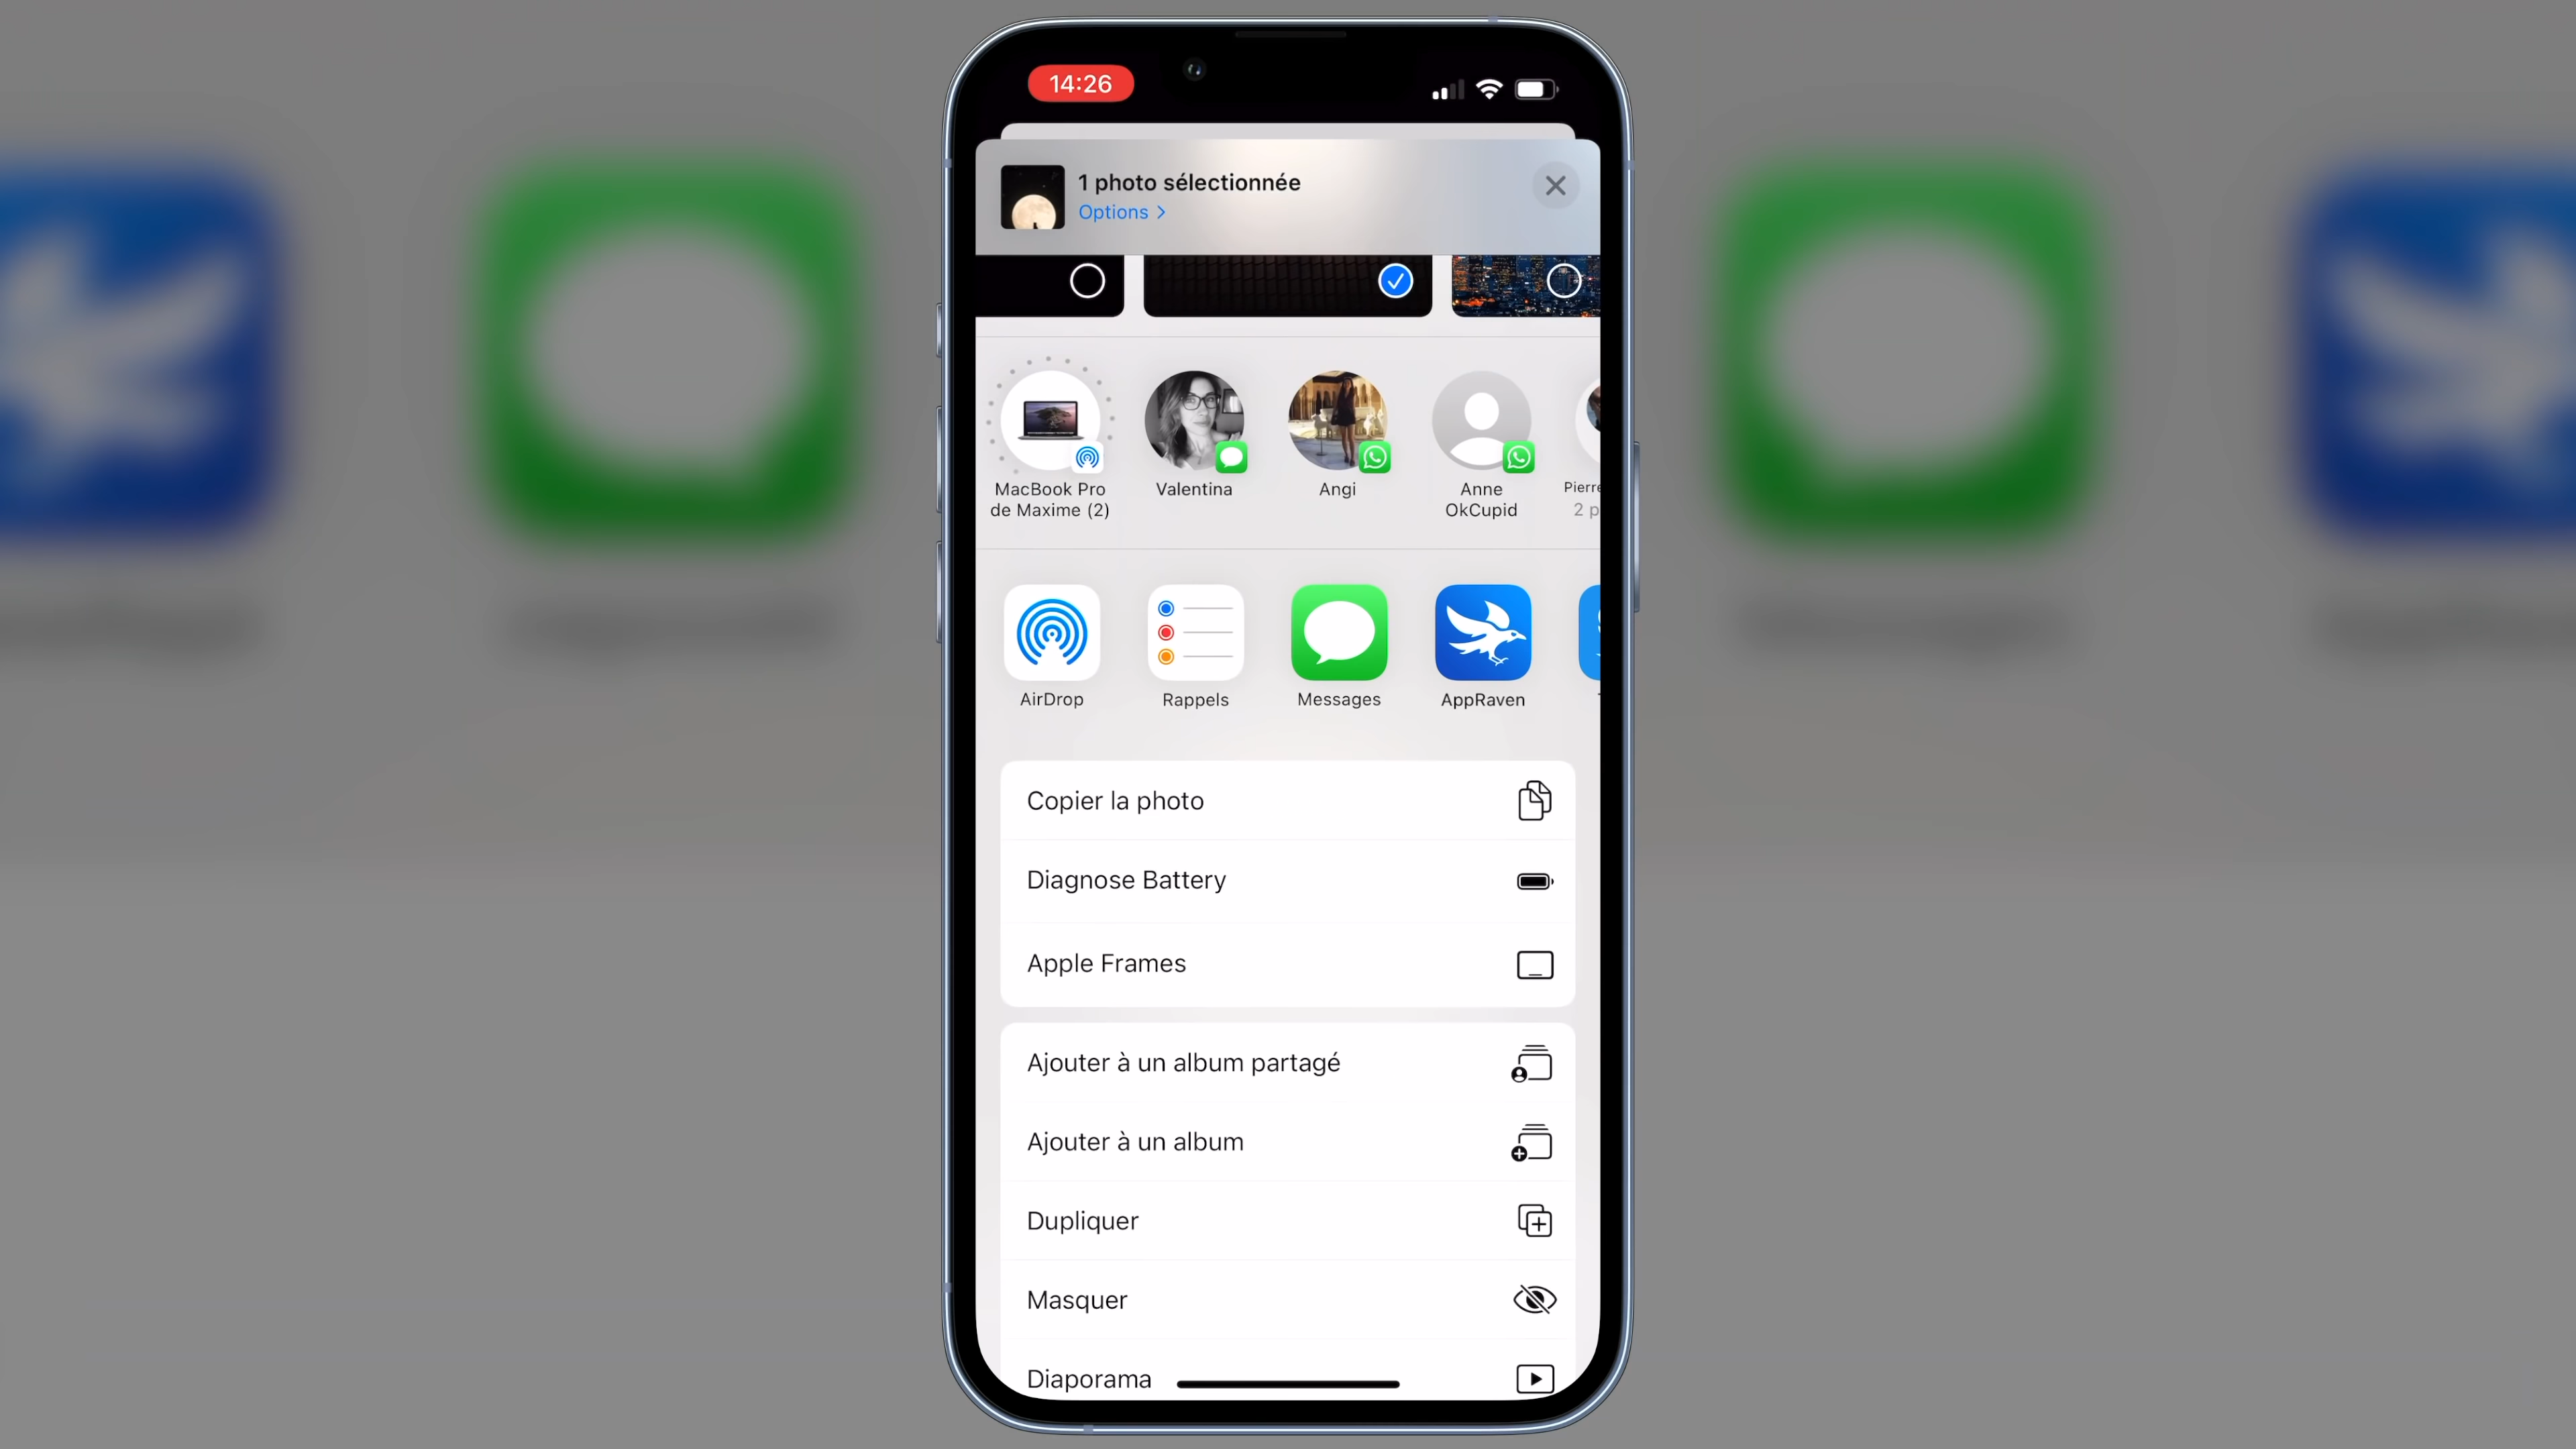 14:26
1 photo sélectionnée
Options >
MacBook Pro
de Maxime (2)
Valentina
Angi
Anne
OkCupid
AirDrop
Rappels
Messages
AppRaven
Copier la photo
Diagnose Battery
Apple Frames
Ajouter à un album partagé
Ajouter à un album
Dupliquer
Masquer
Diaporama